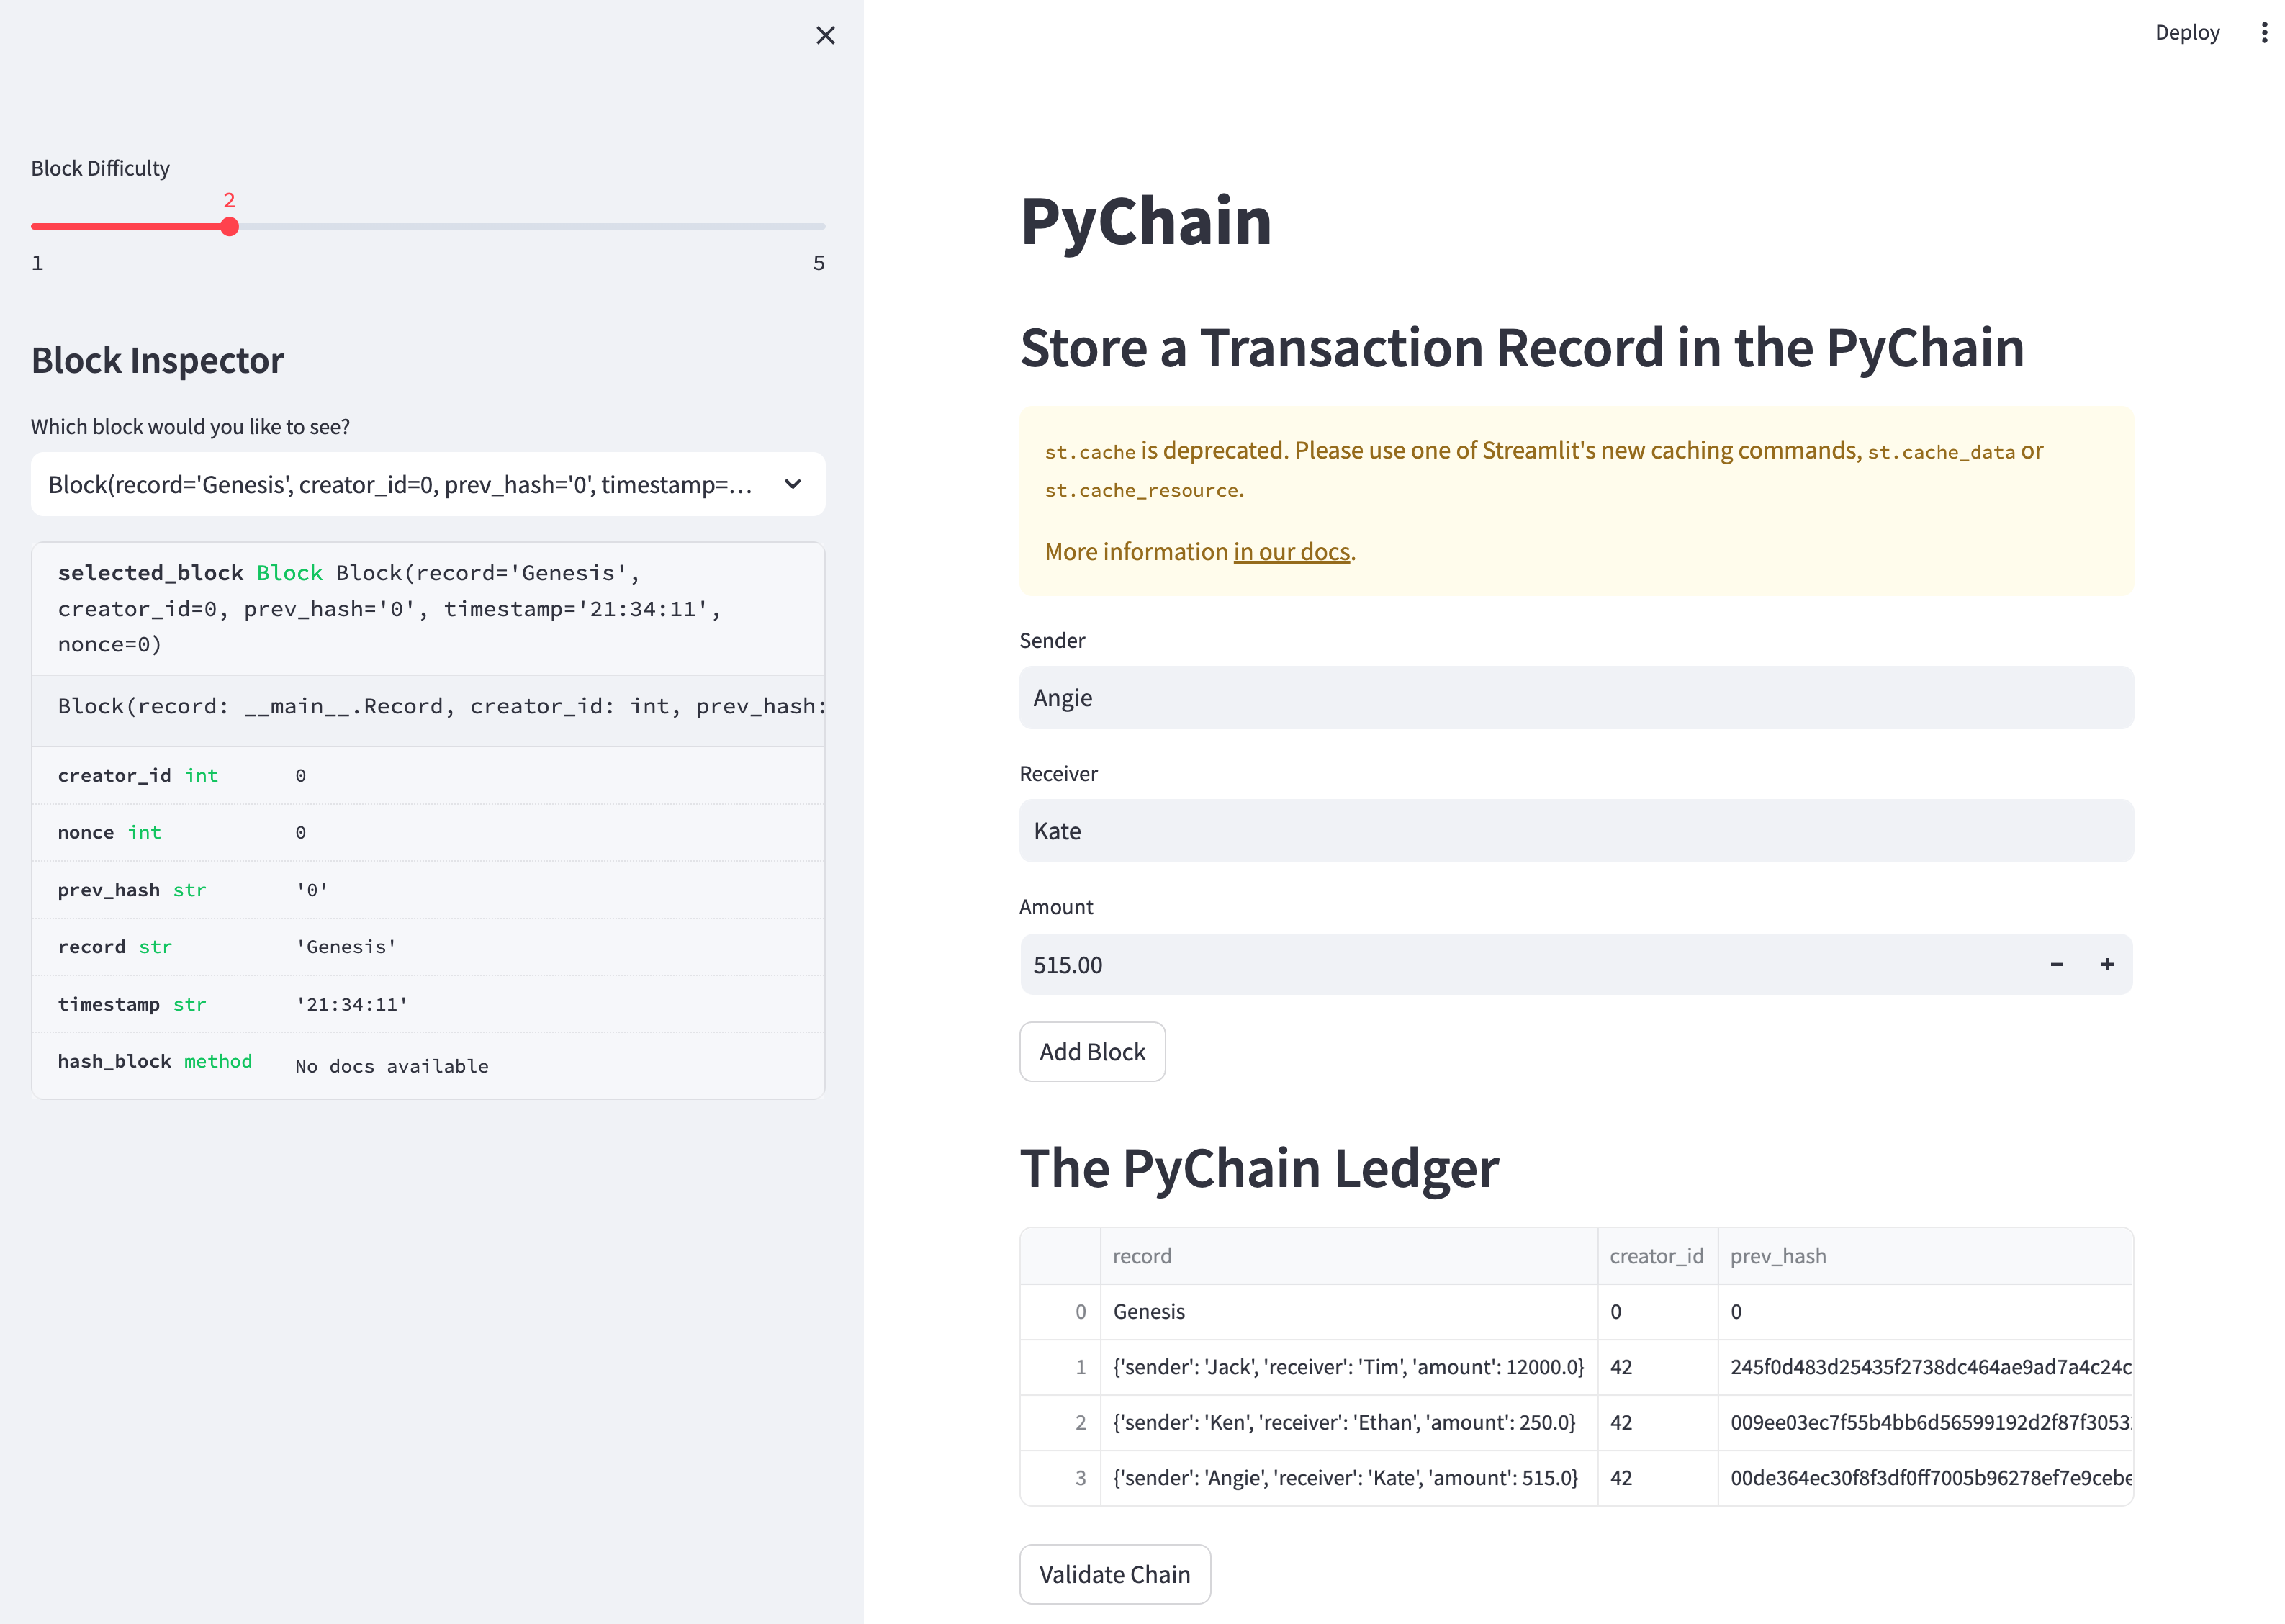 Deploy
Block Difficulty
2
1 5
Block Inspector
Which block would you like to see?
Block(record='Genesis', creator_id=0, prev_hash='0', timestamp=…
selected_block Block Block(record='Genesis',
creator_id=0, prev_hash='0', timestamp='21:34:11',
nonce=0)
Block(record: __main__.Record, creator_id: int, prev_hash:
creator_id int 0
nonce int 0
prev_hash str '0'
record str 'Genesis'
timestamp str '21:34:11'
hash_block method No docs available
PyChain
Store a Transaction Record in the PyChain
st.cache is deprecated. Please use one of Streamlit's new caching commands, st.cache_data or
st.cache_resource.
More information in our docs.
Sender
Angie
Receiver
Kate
Amount
515.00 − +
Add Block
The PyChain Ledger
record creator_id prev_hash
0 Genesis 0 0
1 {'sender': 'Jack', 'receiver': 'Tim', 'amount': 12000.0} 42 245f0d483d25435f2738dc464ae9ad7a4c24c
2 {'sender': 'Ken', 'receiver': 'Ethan', 'amount': 250.0} 42 009ee03ec7f55b4bb6d56599192d2f87f3053
3 {'sender': 'Angie', 'receiver': 'Kate', 'amount': 515.0} 42 00de364ec30f8f3df0ff7005b96278ef7e9cebe
Validate Chain